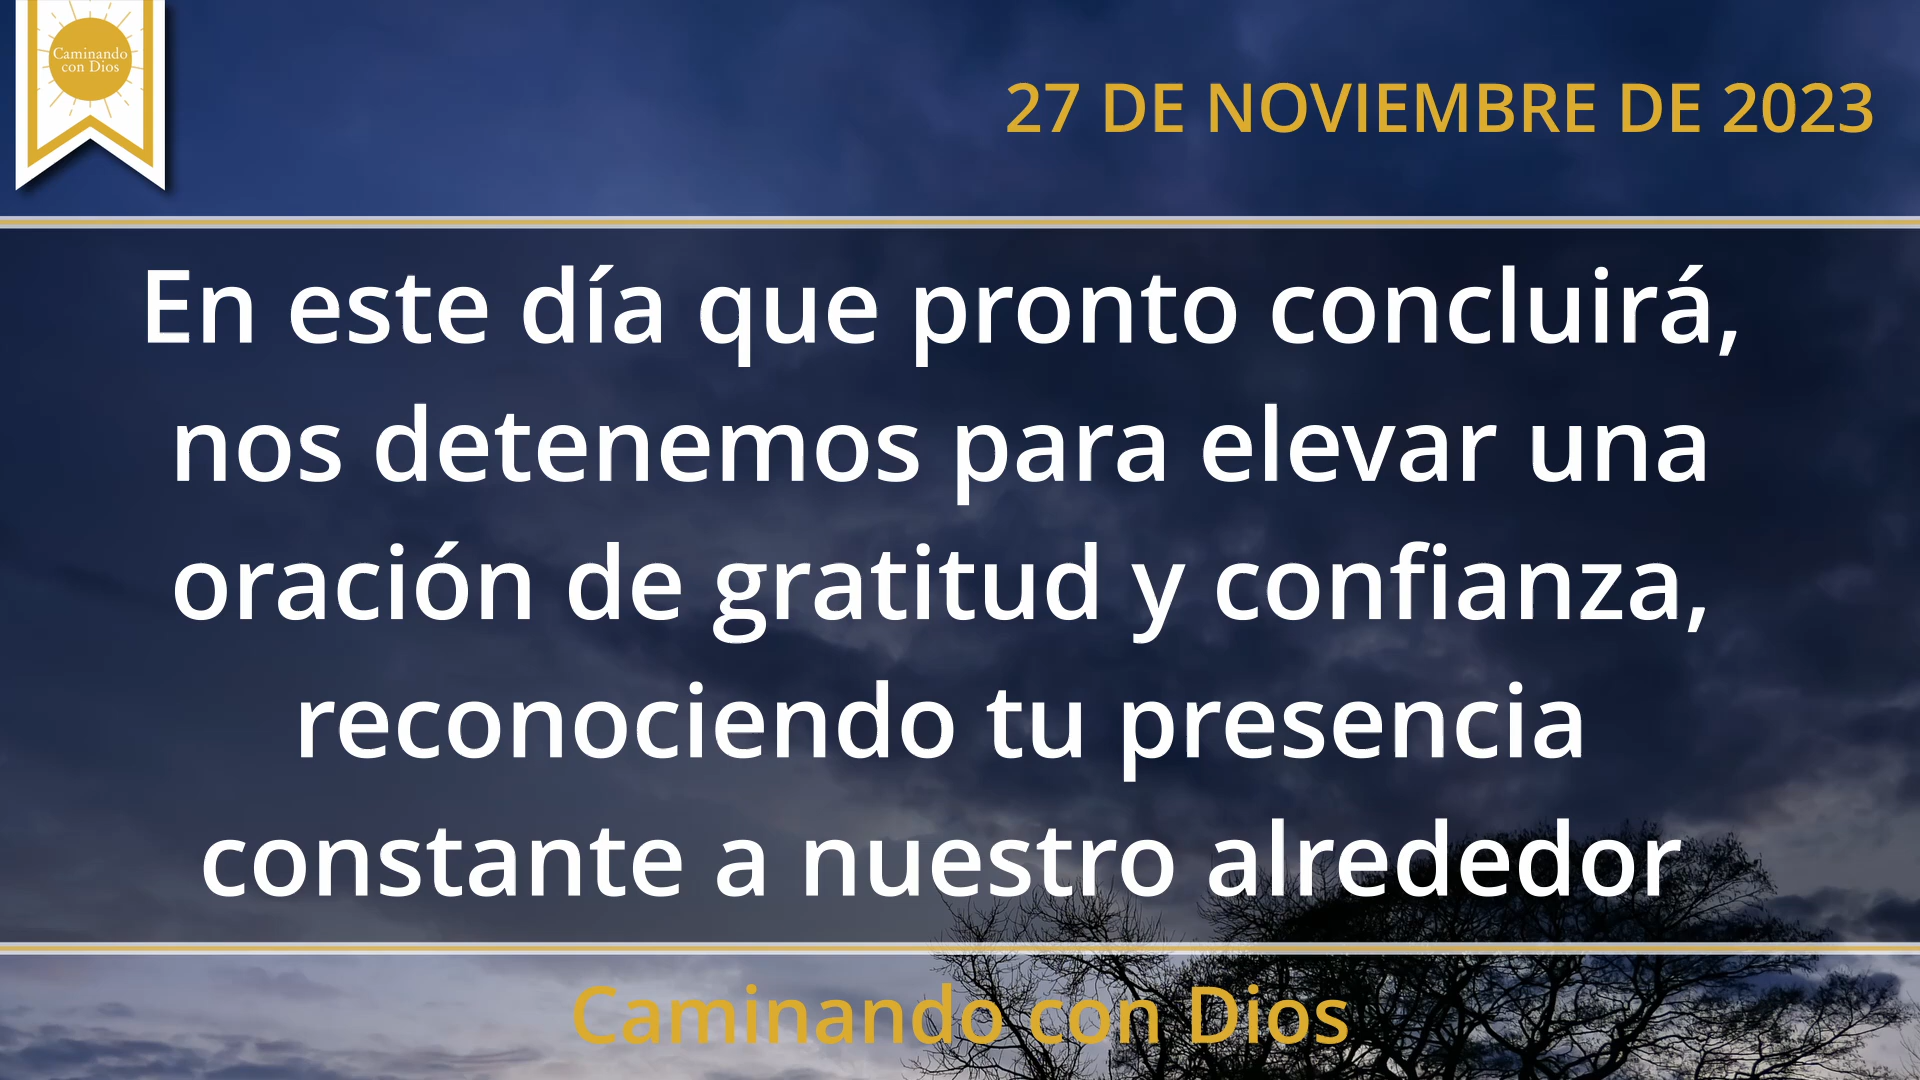 Caminando
con Dios
27 DE NOVIEMBRE DE 2023
En este día que pronto concluirá,
nos detenemos para elevar una
oración de gratitud y confianza,
reconociendo tu presencia
constante a nuestro alrededor
Caminando con Dios